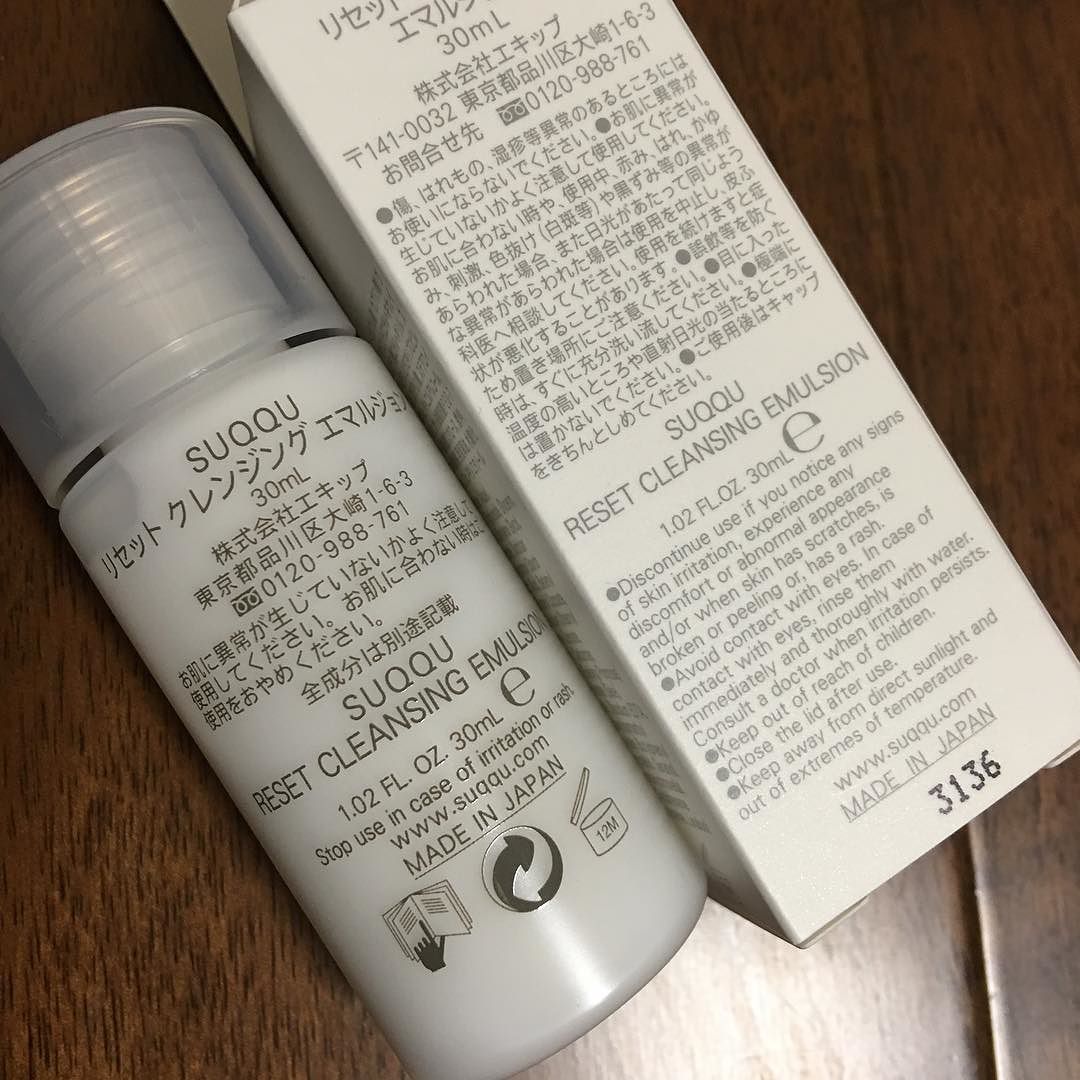 SUQQU
リセット クレンジング エマルジョン
30mL
株式会社エキップ
東京都品川区大崎1-6-3
0120-988-761
お肌に異常が生じていないかよく注意して
使用してください。お肌に合わない時は
使用をおやめください。
全成分は別途記載
SUQQU
RESET CLEANSING EMULSION
1.02 FL. OZ. 30mL e
Stop use in case of irritation or rash
www.suqqu.com
MADE IN JAPAN
12M
リセット
エマルジョン
30mL
株式会社エキップ
〒141-0032 東京都品川区大崎1-6-3
お問合せ先 0120-988-761
●傷、はれもの、湿疹等異常のあるところには
お使いにならないでください。●お肌に異常が
生じていないかよく注意して使用してください。
お肌に合わない時や、使用中、赤み、はれ、かゆ
み、刺激、色抜け(白斑等)や黒ずみ等の異常が
あらわれた場合、また日光があたって同じよう
な異常があらわれた場合は使用を中止し、皮ふ
科医へ相談してください。使用を続けますと症
状が悪化することがあります。●誤飲等を防ぐ
ため置き場所にご注意ください。●目に入った
時は、すぐに充分洗い流してください。●極端に
温度の高いところや直射日光の当たるところに
は置かないでください。●ご使用後はキャップ
をきちんとしめてください。
SUQQU
RESET CLEANSING EMULSION
1.02 FL.OZ. 30mL e
●Discontinue use if you notice any signs
of skin irritation, experience any
discomfort or abnormal appearance
and/or when skin has scratches, is
broken or peeling or, has a rash.
●Avoid contact with eyes. In case of
contact with eyes, rinse them
immediately and thoroughly with water.
Consult a doctor when irritation persists.
●Keep out of reach of children.
●Close the lid after use.
●Keep away from direct sunlight and
out of extremes of temperature.
www.suqqu.com
MADE IN JAPAN
3136